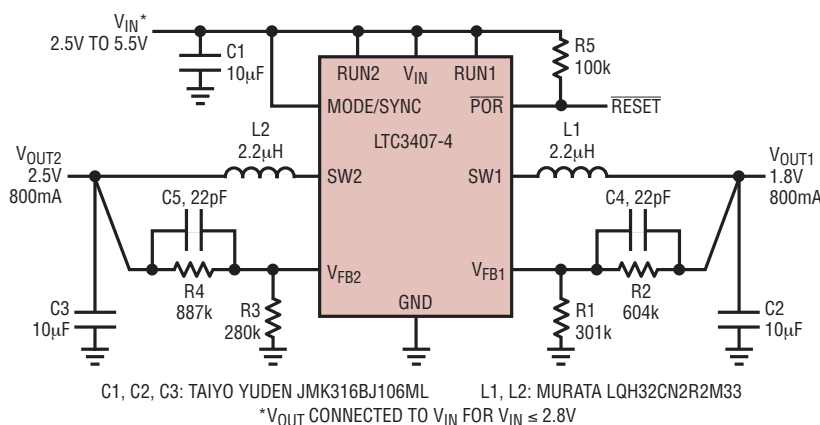 VIN*
2.5V TO 5.5V
C1
10µF
R5
100k
RUN2 VIN RUN1
MODE/SYNC POR RESET
LTC3407-4
L2
2.2µH
L1
2.2µH
VOUT2
2.5V
800mA
SW2 SW1
VOUT1
1.8V
800mA
C5, 22pF
C4, 22pF
VFB2 VFB1
R4
887k
R3
280k
GND
R1
301k
R2
604k
C3
10µF
C2
10µF
C1, C2, C3: TAIYO YUDEN JMK316BJ106ML L1, L2: MURATA LQH32CN2R2M33
*VOUT CONNECTED TO VIN FOR VIN ≤ 2.8V